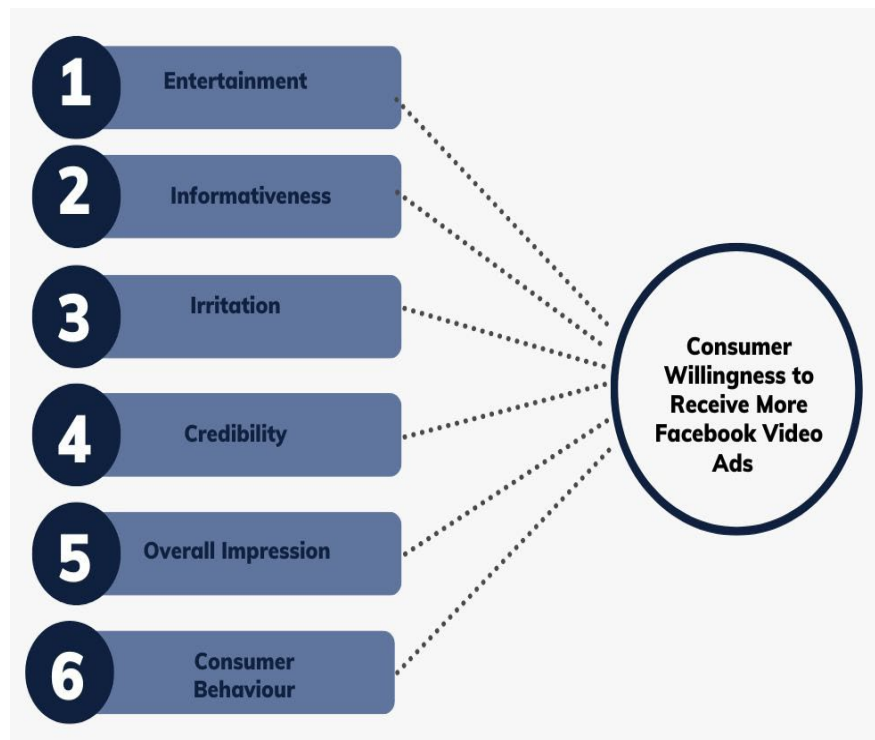 1
Entertainment
2
Informativeness
3
Irritation
4
Credibility
5
Overall Impression
6
Consumer
Behaviour
Consumer
Willingness to
Receive More
Facebook Video
Ads